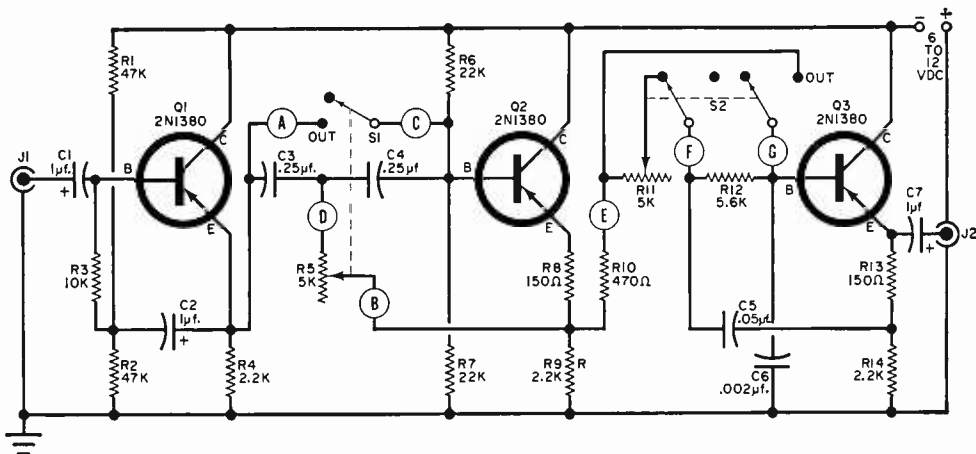 R1
47K
Q1
2N1380
C
J1
C1
1µf.
+
B
E
R3
10K
C2
1µf.
+
R2
47K
R4
2.2K
A
OUT
S1
C
C3
.25µf.
C4
.25µf
D
R5
5K
B
R6
22K
Q2
2N1380
C
B
E
R7
22K
R8
150Ω
R9
2.2K
R
E
R10
470Ω
R11
5K
S2
OUT
F
G
R12
5.6K
C5
.05µf.
C6
.002µf.
Q3
2N1380
C
B
E
R13
150Ω
R14
2.2K
C7
1µf
+
J2
– +
6
TO
12
VDC